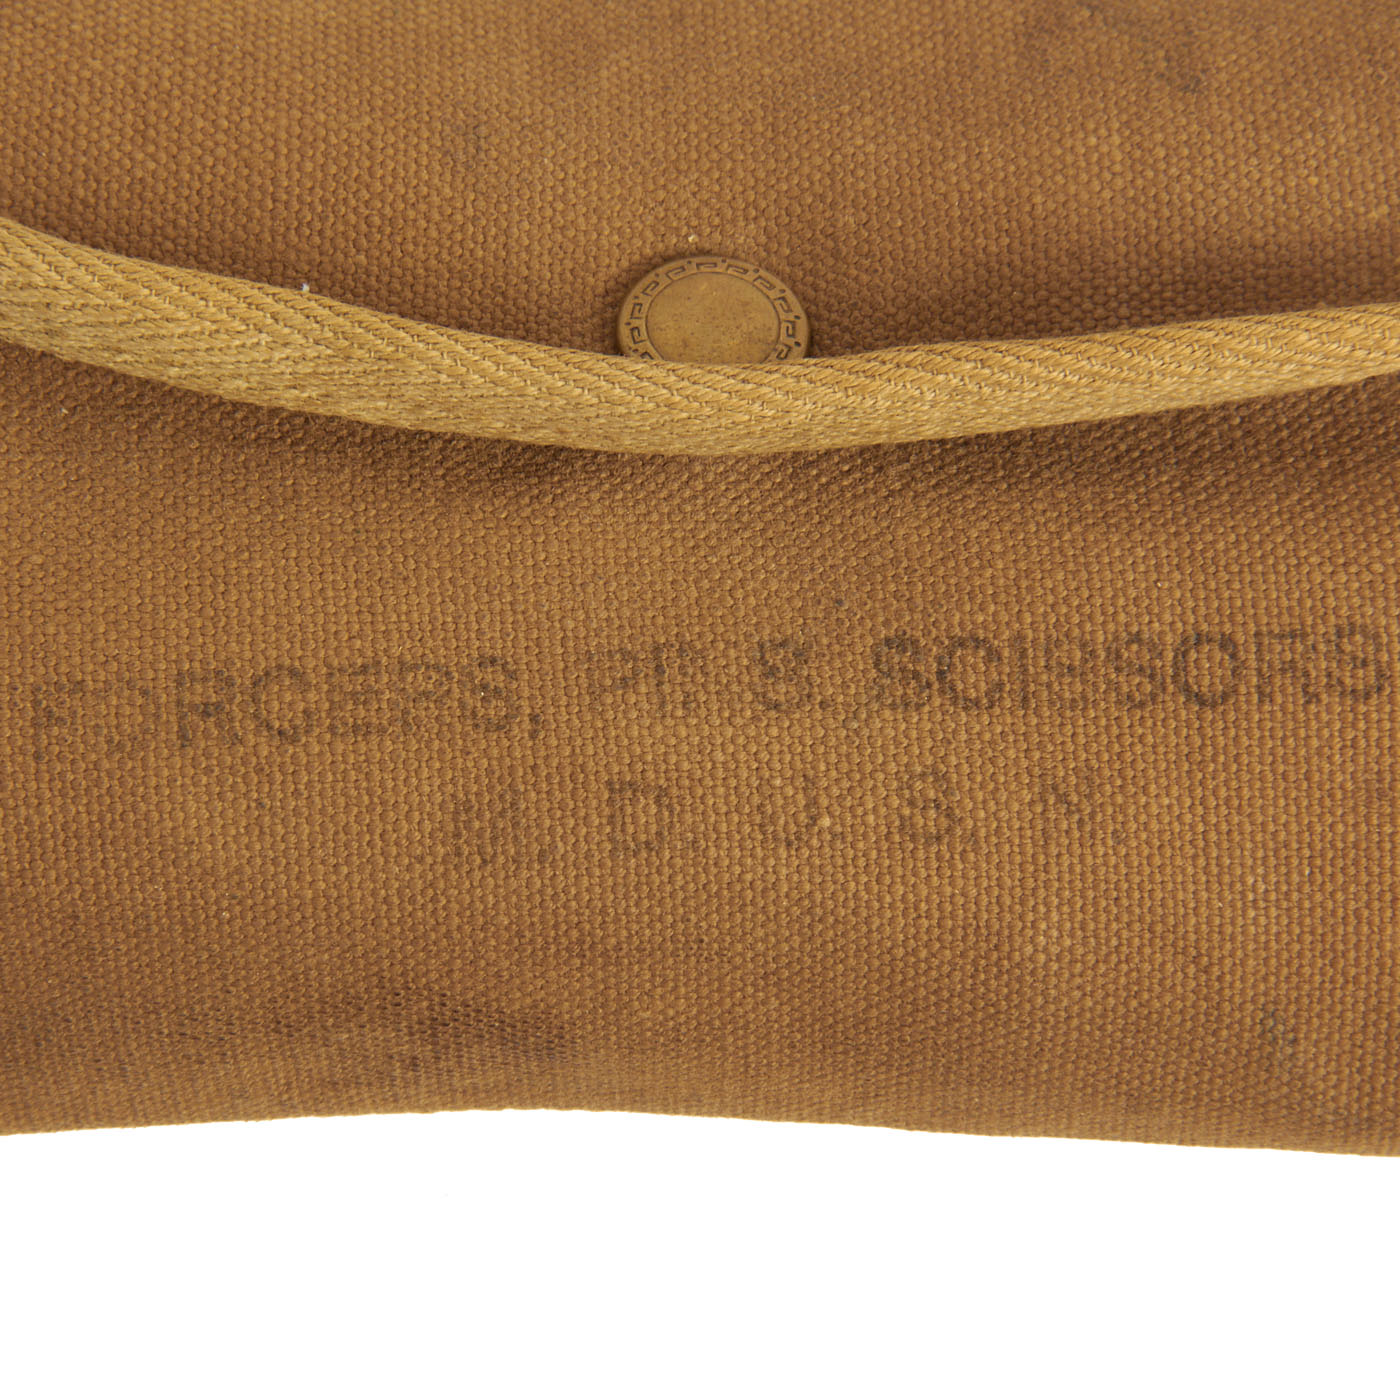 FORCEPS, PT. S. SCISSORS
M. D. U. S. N.